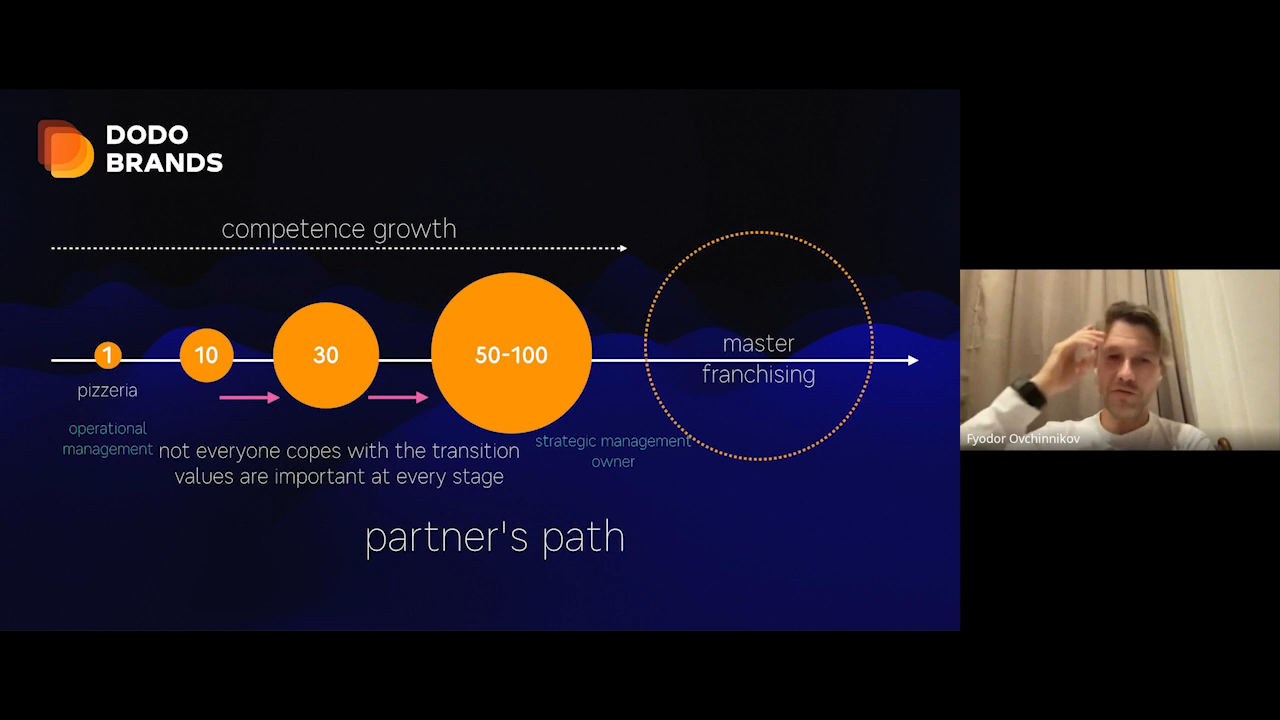 DODO
BRANDS
competence growth
1
10
30
50-100
master
franchising
pizzeria
operational
management
not everyone copes with the transition
values are important at every stage
strategic management
owner
partner's path
Fyodor Ovchinnikov